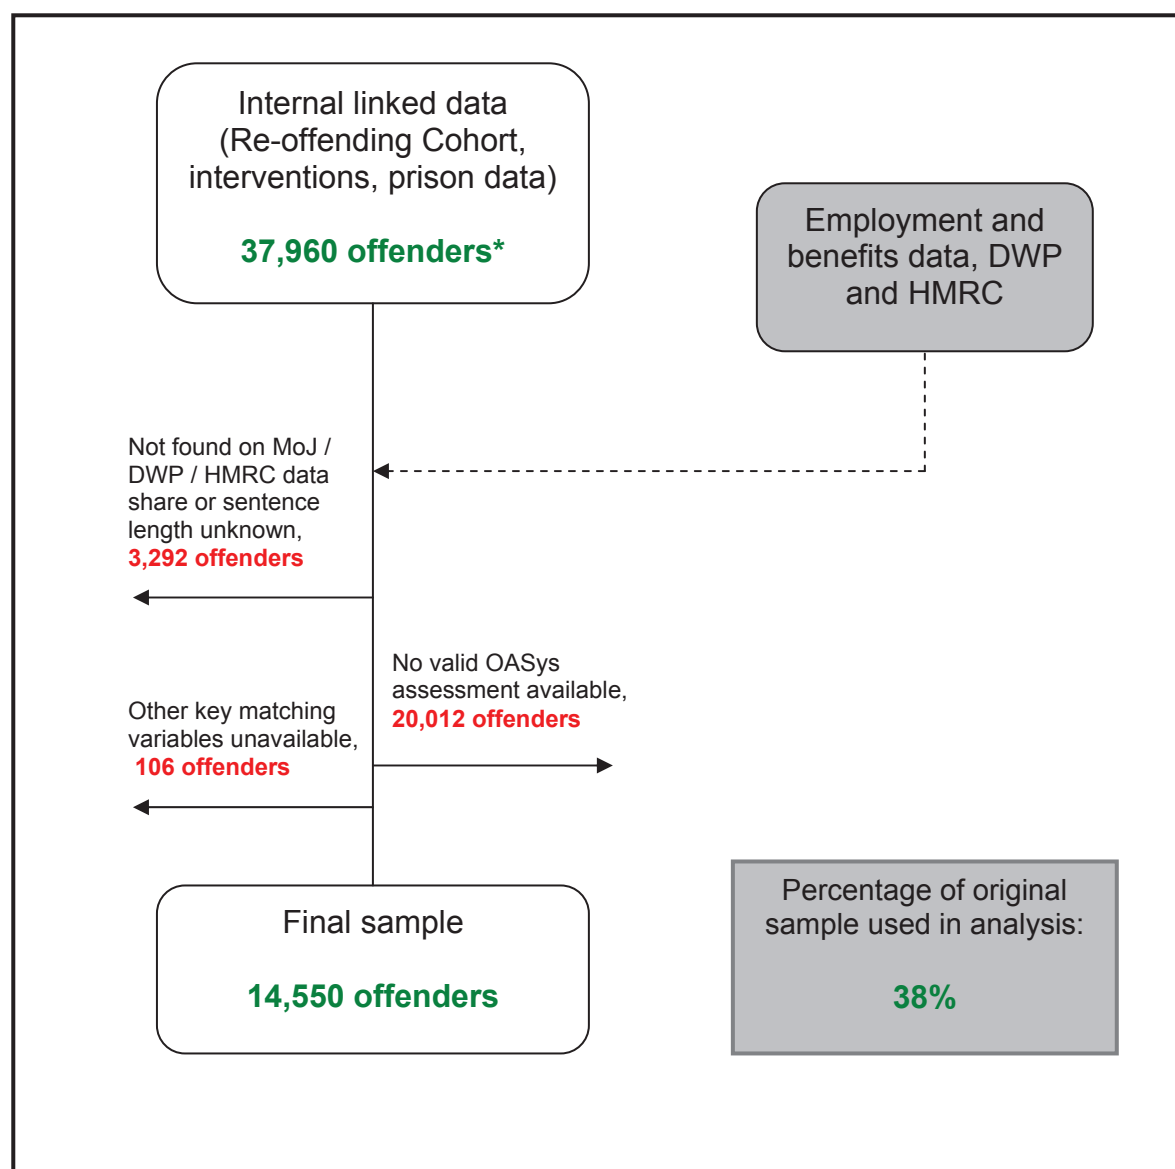 Internal linked data
(Re-offending Cohort,
interventions, prison data)
37,960 offenders*
Employment and
benefits data, DWP
and HMRC
Not found on MoJ /
DWP / HMRC data
share or sentence
length unknown,
3,292 offenders
No valid OASys
assessment available,
20,012 offenders
Other key matching
variables unavailable,
106 offenders
Final sample
14,550 offenders
Percentage of original
sample used in analysis:
38%